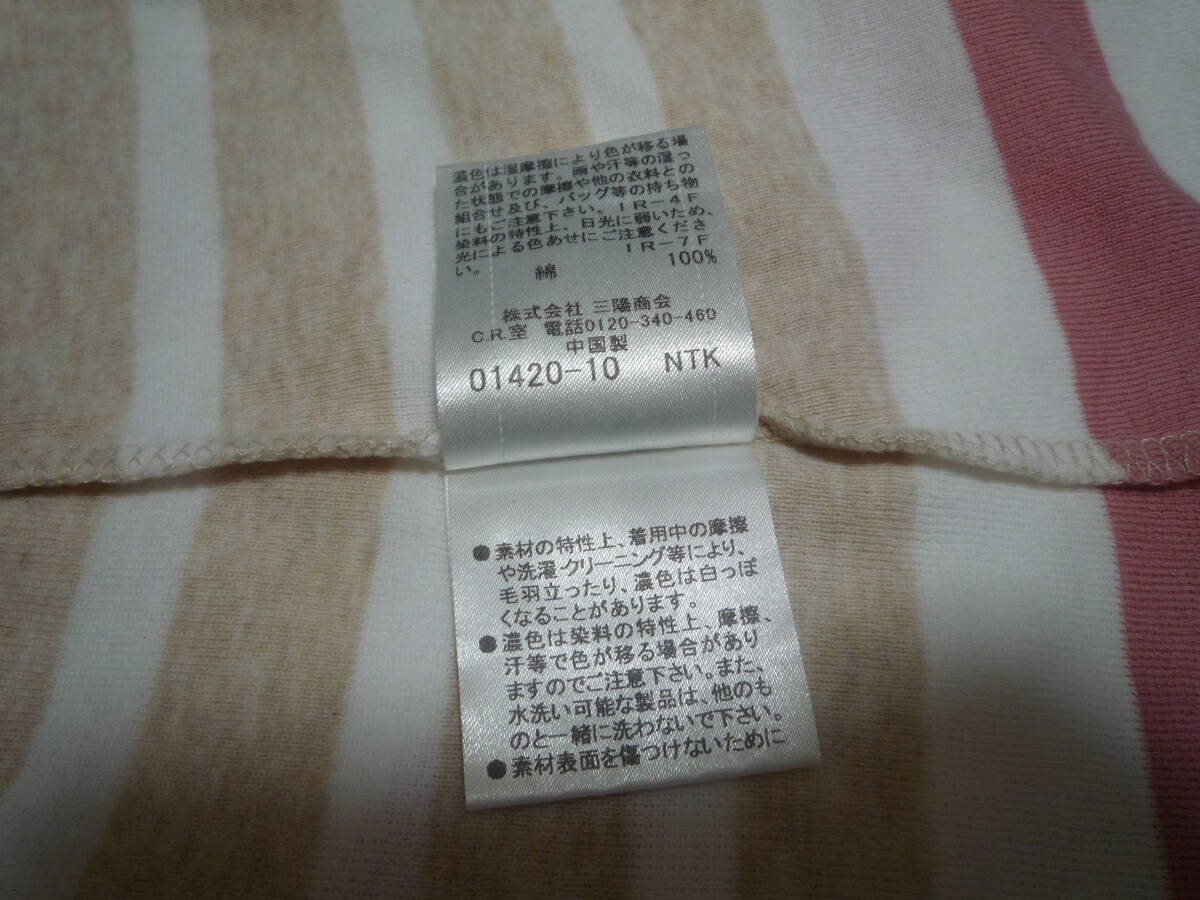 濃色は湿摩擦により色が移る場
合があります。雨や汗等の湿っ
た状態での摩擦や他の衣料との
組合せ及び、バッグ等の持ち物
にもご注意下さい。IR-4F
染料の特性上、日光に弱いため、
光による色あせにご注意くださ
い。 IR-7F
綿 100%
株式会社 三陽商会
C.R.室 電話0120-340-460
中国製
01420-10 NTK
●素材の特性上、着用中の摩擦
や洗濯・クリーニング等により、
毛羽立ったり、濃色は白っぽ
くなることがあります。
●濃色は染料の特性上、摩擦、
汗等で色が移る場合があり
ますのでご注意下さい。また、
水洗い可能な製品は、他のも
のと一緒に洗わないで下さい。
●素材表面を傷つけないために